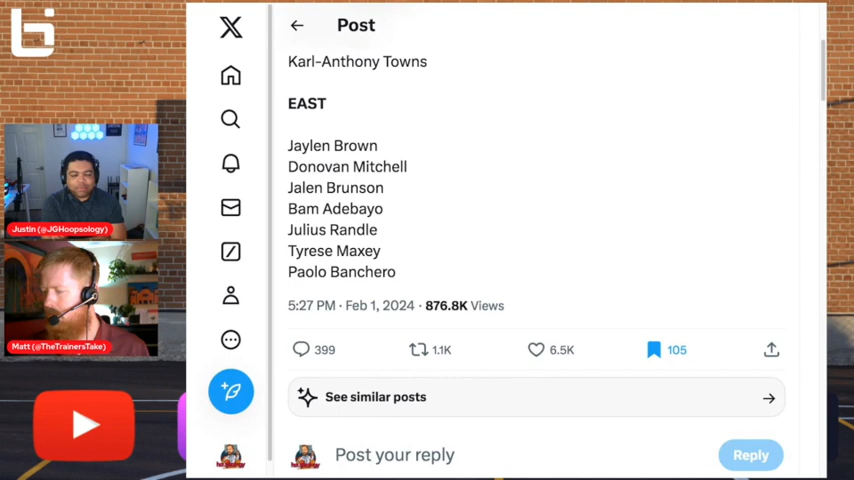 Post
Karl-Anthony Towns
EAST
Jaylen Brown
Donovan Mitchell
Jalen Brunson
Bam Adebayo
Julius Randle
Tyrese Maxey
Paolo Banchero
5:27 PM · Feb 1, 2024 · 876.8K Views
399 1.1K 6.5K 105
See similar posts
Post your reply
Reply
Justin (@JGHoopsology)
Matt (@TheTrainersTake)